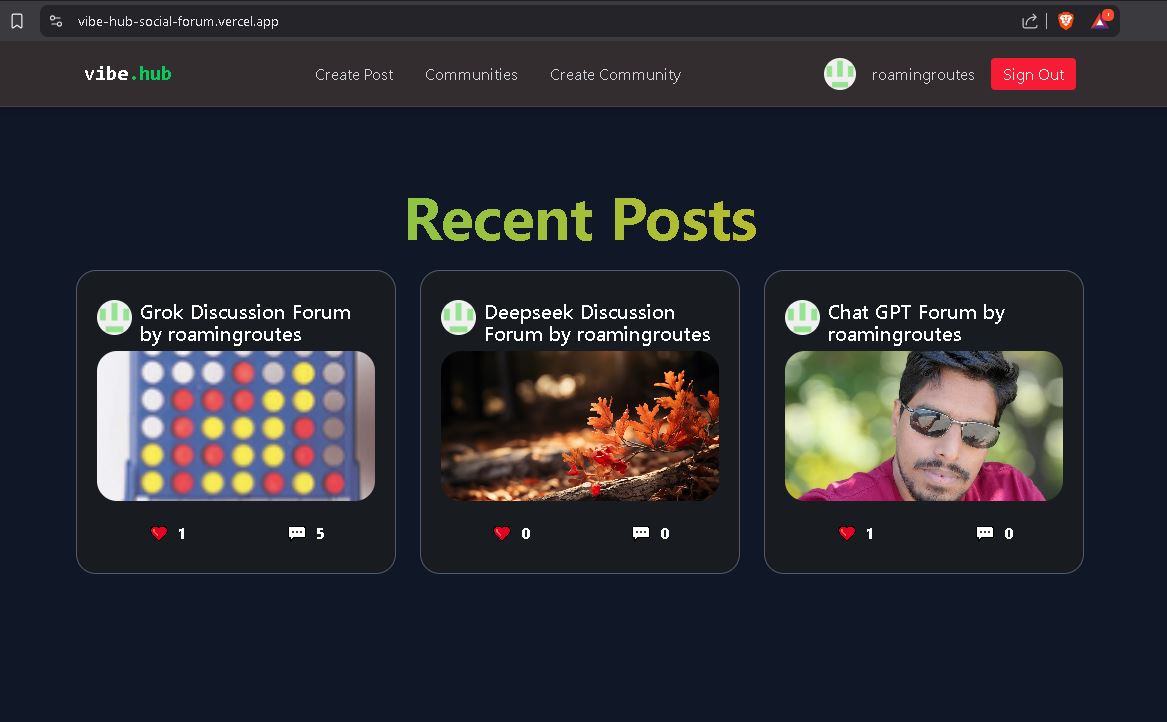 vibe-hub-social-forum.vercel.app
vibe.hub
Create Post
Communities
Create Community
roamingroutes
Sign Out
Recent Posts
Grok Discussion Forum
by roamingroutes
1
5
Deepseek Discussion
Forum by roamingroutes
0
0
Chat GPT Forum by
roamingroutes
1
0